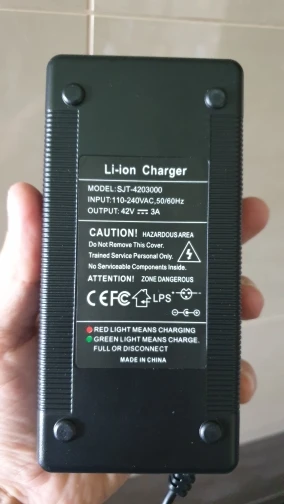 Li-ion Charger
MODEL:SJT-4203000
INPUT:110-240VAC,50/60Hz
OUTPUT: 42V ⎓ 3A
CAUTION! HAZARDOUS AREA
Do Not Remove This Cover.
Trained Service Personal Only.
No Serviceable Components Inside.
ATTENTION! ZONE DANGEROUS
CE FC LPS
RED LIGHT MEANS CHARGING
GREEN LIGHT MEANS CHARGE.
FULL OR DISCONNECT
MADE IN CHINA